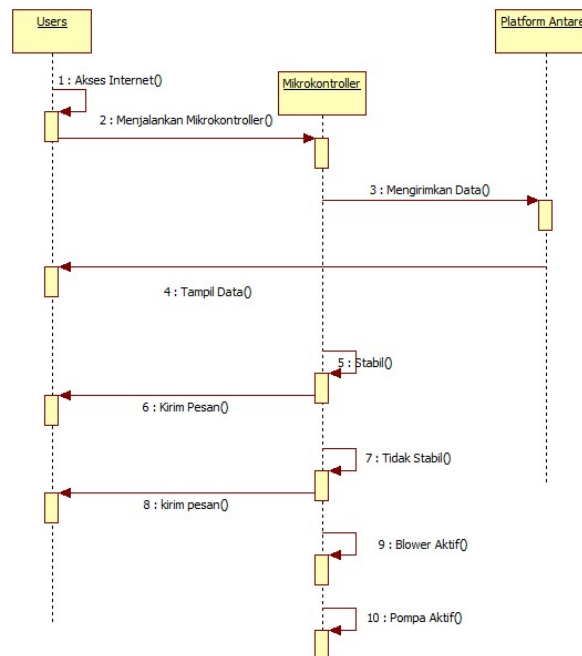 Users
Platform Antare
1 : Akses Internet()
Mikrokontroller
2 : Menjalankan Mikrokontroller()
3 : Mengirimkan Data()
4 : Tampil Data()
5 : Stabil()
6 : Kirim Pesan()
7 : Tidak Stabil()
8 : kirim pesan()
9 : Blower Aktif()
10 : Pompa Aktif()